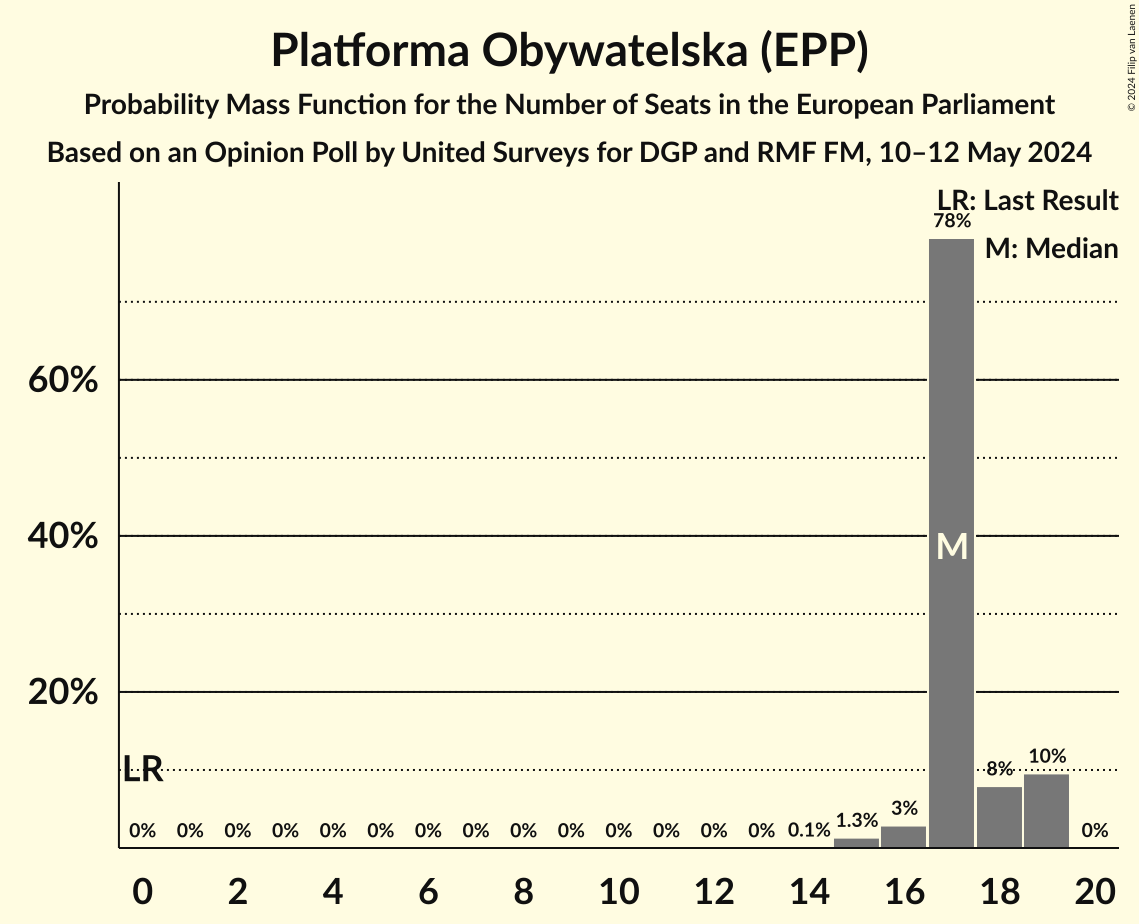 Platforma Obywatelska (EPP)
Probability Mass Function for the Number of Seats in the European Parliament
Based on an Opinion Poll by United Surveys for DGP and RMF FM, 10–12 May 2024
© 2024 Filip van Laenen
LR: Last Result
78%
M: Median
60%
40%
M
20%
LR
10%
8%
3%
1.3%
0% 0% 0% 0% 0% 0% 0% 0% 0% 0% 0% 0% 0% 0% 0.1% 0%
0 2 4 6 8 10 12 14 16 18 20